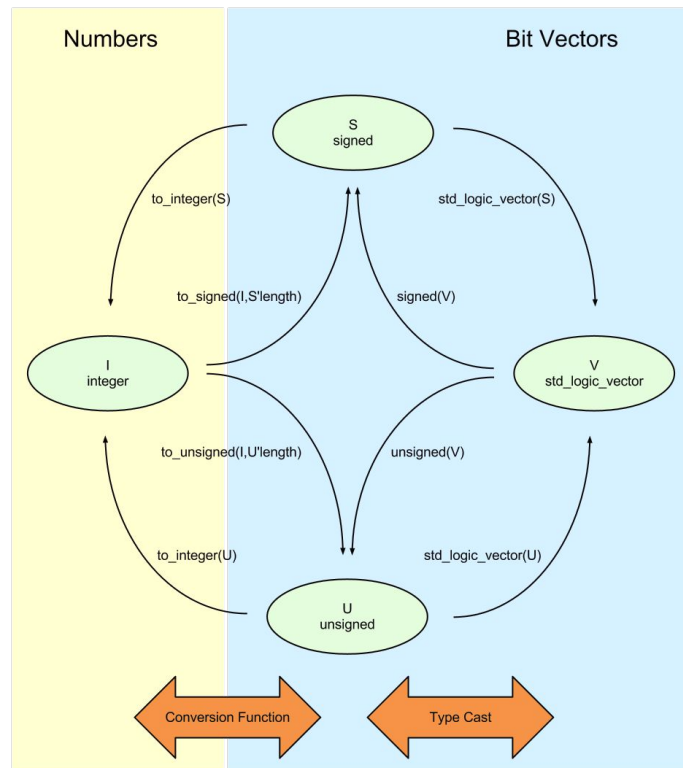 Numbers
Bit Vectors
S
signed
to_integer(S)
std_logic_vector(S)
to_signed(I,S'length)
signed(V)
I
integer
V
std_logic_vector
to_unsigned(I,U'length)
unsigned(V)
to_integer(U)
std_logic_vector(U)
U
unsigned
Conversion Function
Type Cast